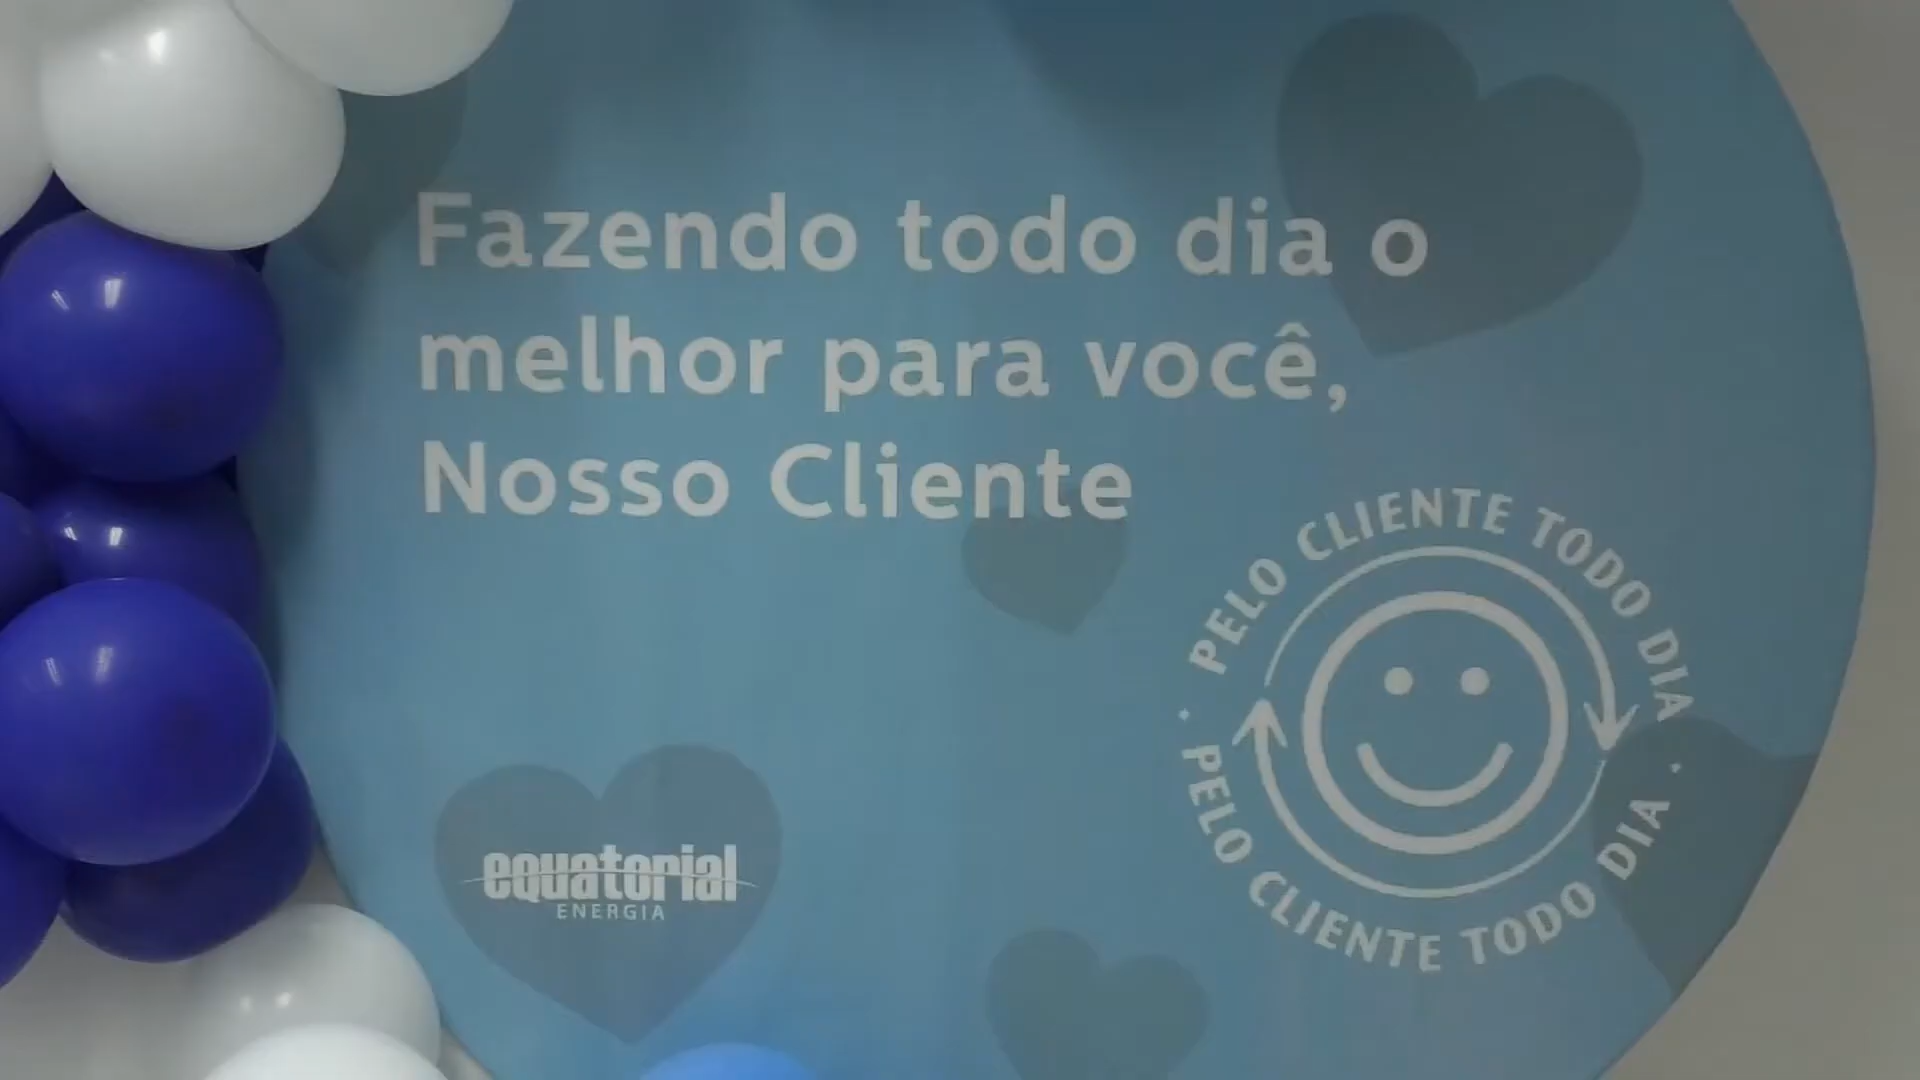 Fazendo todo dia o
melhor para você,
Nosso Cliente
PELO CLIENTE TODO DIA
PELO CLIENTE TODO DIA
equatorial
ENERGIA